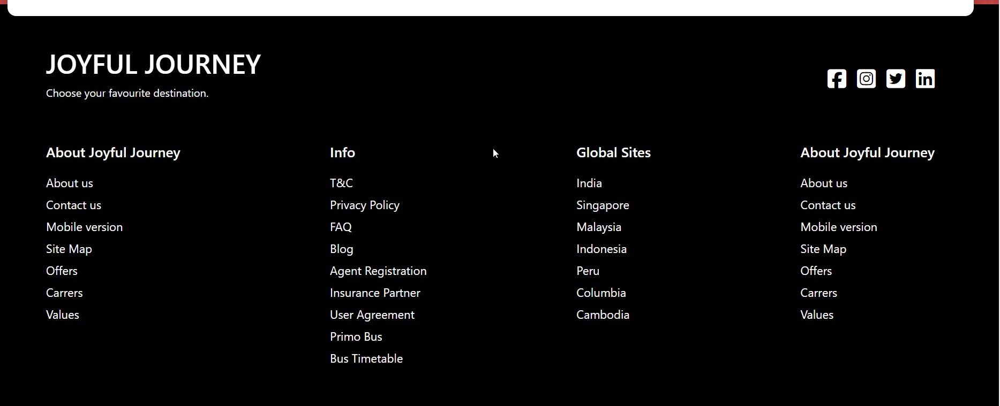 JOYFUL JOURNEY
Choose your favourite destination.
About Joyful Journey
About us
Contact us
Mobile version
Site Map
Offers
Carrers
Values
Info
T&C
Privacy Policy
FAQ
Blog
Agent Registration
Insurance Partner
User Agreement
Primo Bus
Bus Timetable
Global Sites
India
Singapore
Malaysia
Indonesia
Peru
Columbia
Cambodia
About Joyful Journey
About us
Contact us
Mobile version
Site Map
Offers
Carrers
Values